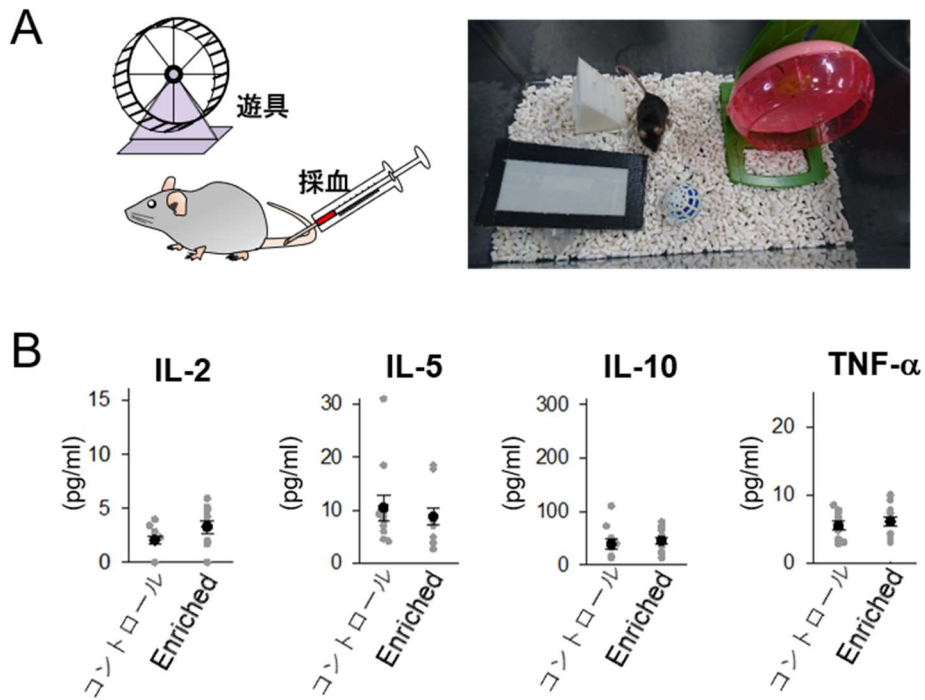 A
遊具
採血
B
IL-2
IL-5
IL-10
TNF-α
(pg/ml)
15
10
5
0
コントロール
Enriched
(pg/ml)
30
20
10
0
コントロール
Enriched
(pg/ml)
300
200
100
0
コントロール
Enriched
(pg/ml)
20
10
0
コントロール
Enriched